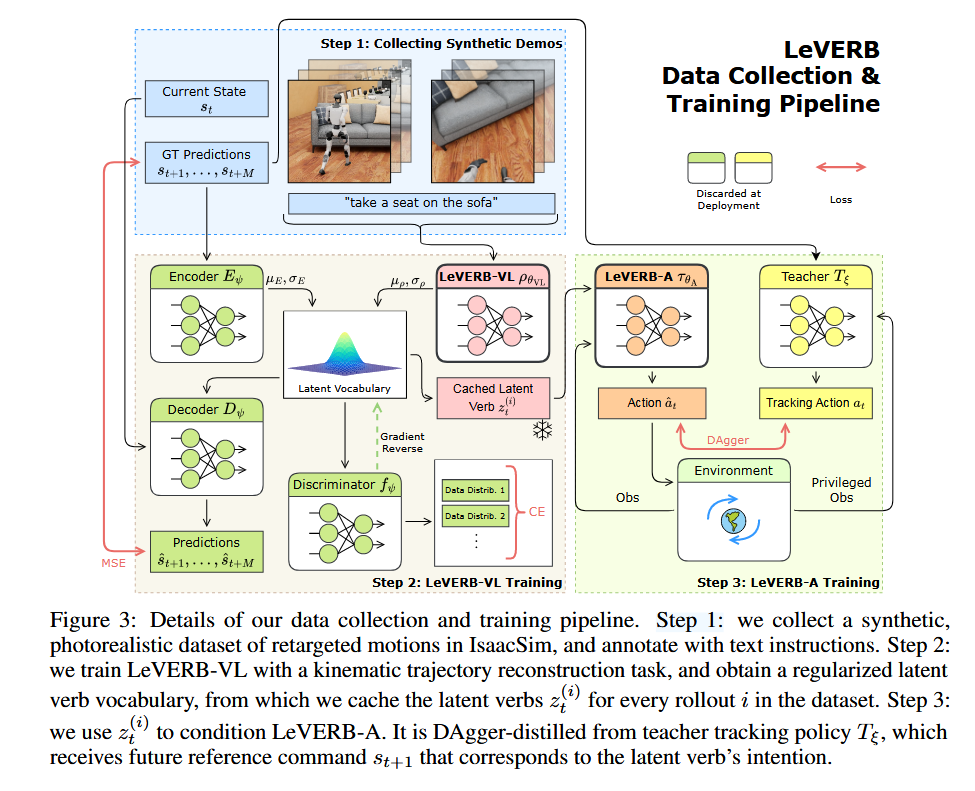 Step 1: Collecting Synthetic Demos
LeVERB
Data Collection &
Training Pipeline
Current State
s_t
GT Predictions
s_{t+1}, . . . , s_{t+M}
"take a seat on the sofa"
Discarded at
Deployment
Loss
Encoder E_ψ
μ_E, σ_E
μ_ρ, σ_ρ
LeVERB-VL ρ_{θ_VL}
LeVERB-A τ_{θ_A}
Teacher T_ξ
Latent Vocabulary
Cached Latent
Verb z_t^{(i)}
Action â_t
Tracking Action a_t
Decoder D_ψ
Gradient
Reverse
DAgger
Discriminator f_ψ
Environment
Data Distrib. 1
Data Distrib. 2
⋮
CE
Obs
Privileged
Obs
Predictions
ŝ_{t+1}, . . . , ŝ_{t+M}
MSE
Step 2: LeVERB-VL Training
Step 3: LeVERB-A Training
Figure 3: Details of our data collection and training pipeline. Step 1: we collect a synthetic,
photorealistic dataset of retargeted motions in IsaacSim, and annotate with text instructions. Step 2:
we train LeVERB-VL with a kinematic trajectory reconstruction task, and obtain a regularized latent
verb vocabulary, from which we cache the latent verbs z_t^{(i)} for every rollout i in the dataset. Step 3:
we use z_t^{(i)} to condition LeVERB-A. It is DAgger-distilled from teacher tracking policy T_ξ, which
receives future reference command s_{t+1} that corresponds to the latent verb's intention.